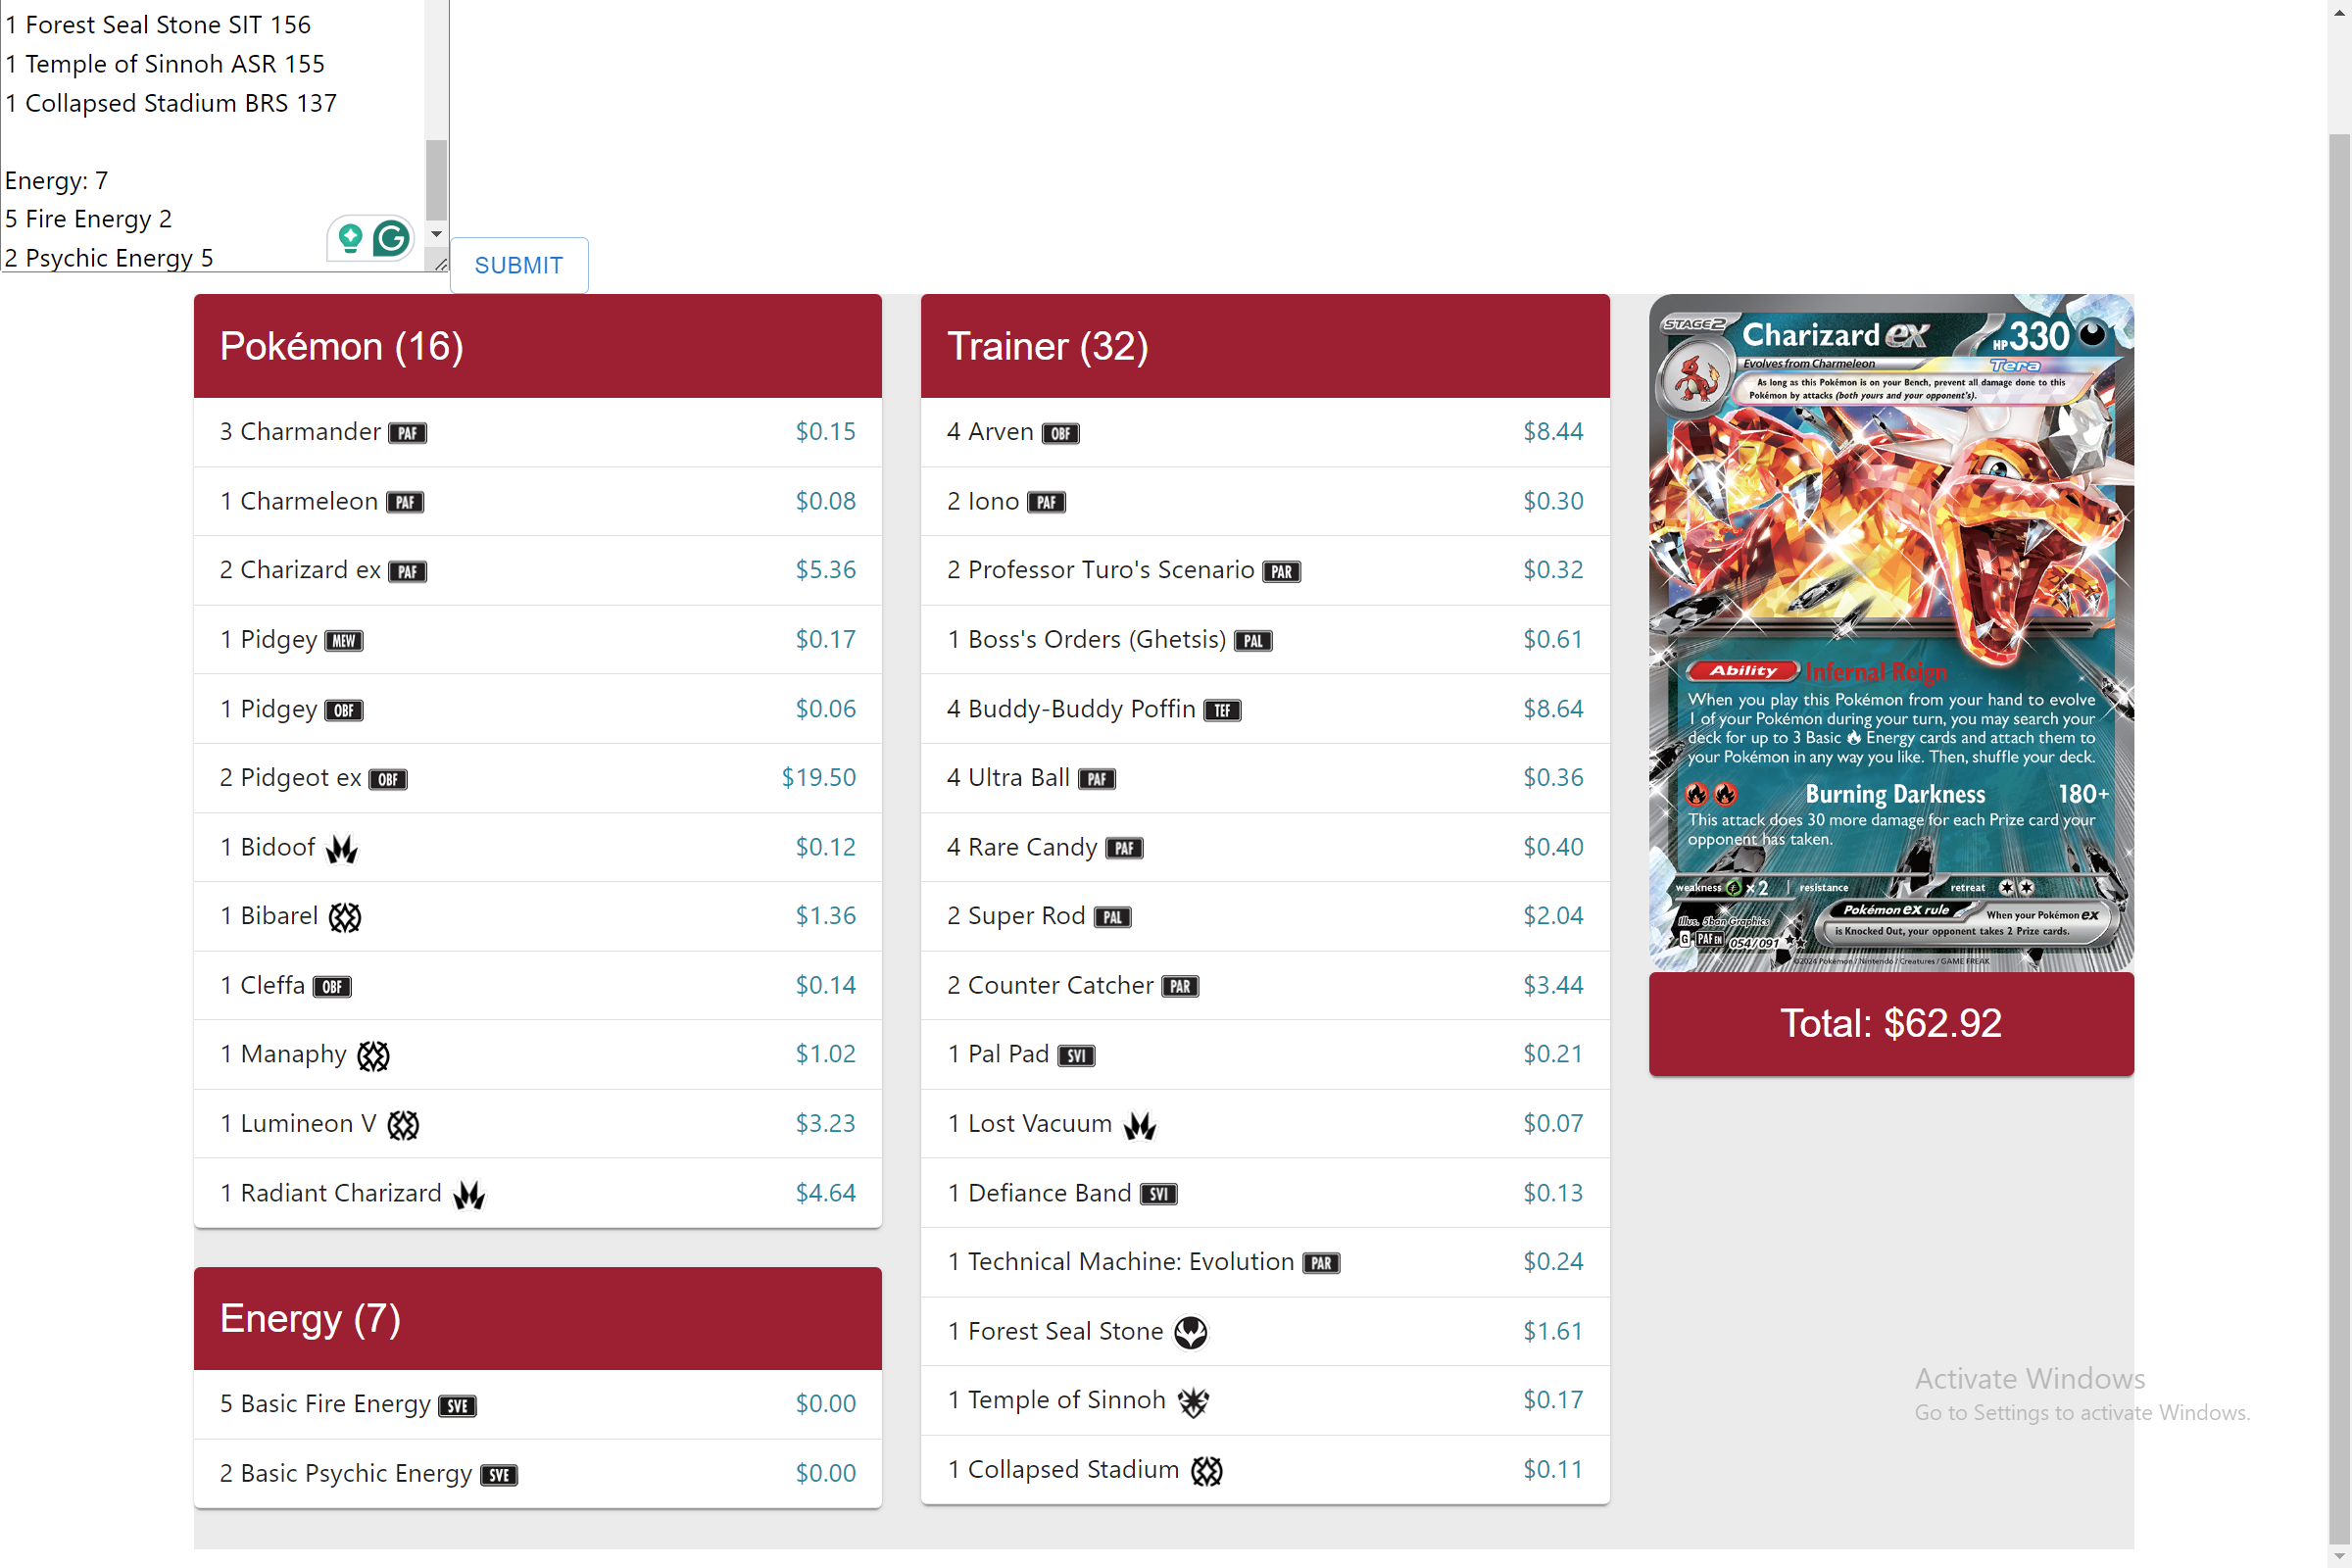 1 Forest Seal Stone SIT 156
1 Temple of Sinnoh ASR 155
1 Collapsed Stadium BRS 137
Energy: 7
5 Fire Energy 2
2 Psychic Energy 5
SUBMIT
Pokémon (16)
3 Charmander PAF $0.15
1 Charmeleon PAF $0.08
2 Charizard ex PAF $5.36
1 Pidgey MEW $0.17
1 Pidgey OBF $0.06
2 Pidgeot ex OBF $19.50
1 Bidoof $0.12
1 Bibarel $1.36
1 Cleffa OBF $0.14
1 Manaphy $1.02
1 Lumineon V $3.23
1 Radiant Charizard $4.64
Energy (7)
5 Basic Fire Energy SVE $0.00
2 Basic Psychic Energy SVE $0.00
Trainer (32)
4 Arven OBF $8.44
2 Iono PAF $0.30
2 Professor Turo's Scenario PAR $0.32
1 Boss's Orders (Ghetsis) PAL $0.61
4 Buddy-Buddy Poffin TEF $8.64
4 Ultra Ball PAF $0.36
4 Rare Candy PAF $0.40
2 Super Rod PAL $2.04
2 Counter Catcher PAR $3.44
1 Pal Pad SVI $0.21
1 Lost Vacuum $0.07
1 Defiance Band SVI $0.13
1 Technical Machine: Evolution PAR $0.24
1 Forest Seal Stone $1.61
1 Temple of Sinnoh $0.17
1 Collapsed Stadium $0.11
STAGE2 Charizard ex HP 330
Evolves from Charmeleon Tera
As long as this Pokémon is on your Bench, prevent all damage done to this
Pokémon by attacks (both yours and your opponent's).
Ability Infernal Reign
When you play this Pokémon from your hand to evolve
1 of your Pokémon during your turn, you may search your
deck for up to 3 Basic Energy cards and attach them to
your Pokémon in any way you like. Then, shuffle your deck.
Burning Darkness 180+
This attack does 30 more damage for each Prize card your
opponent has taken.
weakness ×2 resistance retreat
Illus. 5ban Graphics
Pokémon ex rule When your Pokémon ex
is Knocked Out, your opponent takes 2 Prize cards.
G PAF EN 054/091
©2024 Pokémon / Nintendo / Creatures / GAME FREAK
Total: $62.92
Activate Windows
Go to Settings to activate Windows.